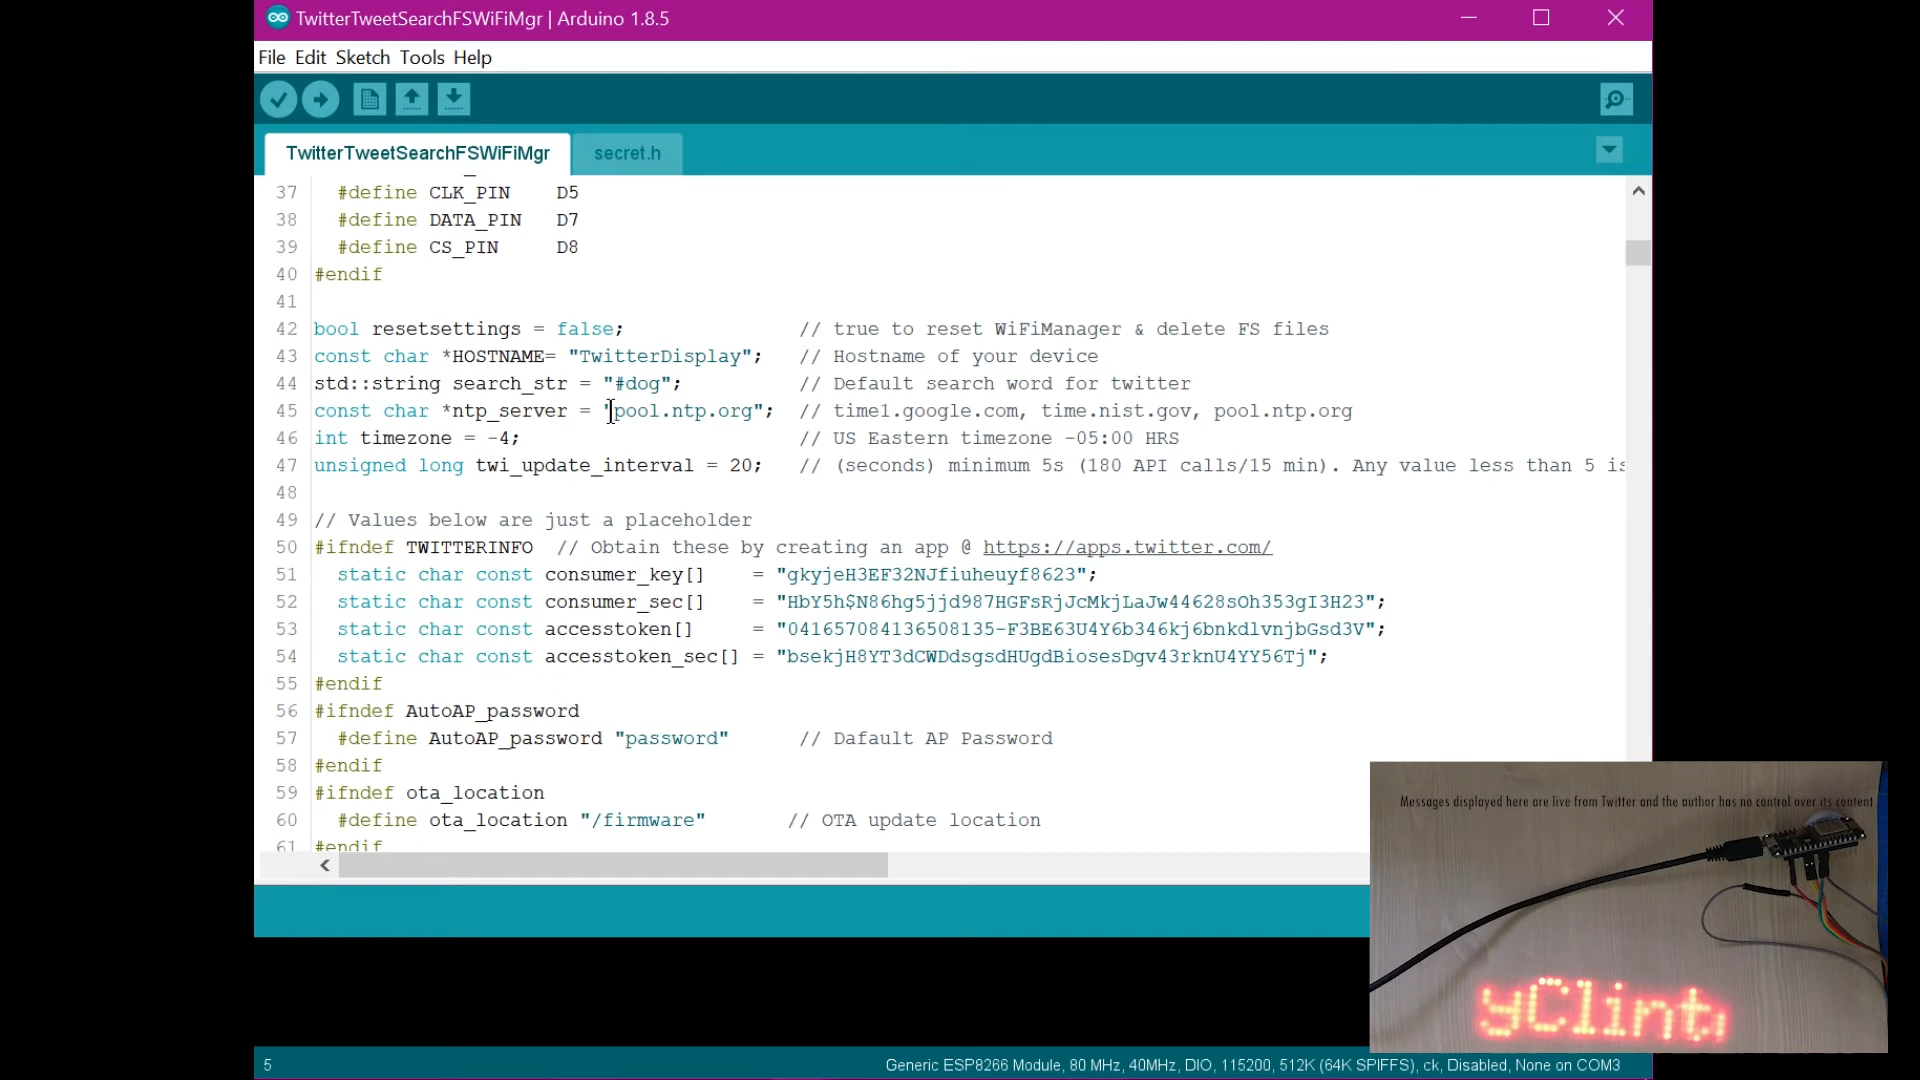 TwitterTweetSearchFSWiFiMgr | Arduino 1.8.5
File Edit Sketch Tools Help
TwitterTweetSearchFSWiFiMgr secret.h
37 #define CLK_PIN D5
38 #define DATA_PIN D7
39 #define CS_PIN D8
40 #endif
41
42 bool resetsettings = false; // true to reset WiFiManager & delete FS files
43 const char *HOSTNAME= "TwitterDisplay"; // Hostname of your device
44 std::string search_str = "#dog"; // Default search word for twitter
45 const char *ntp_server = "pool.ntp.org"; // time1.google.com, time.nist.gov, pool.ntp.org
46 int timezone = -4; // US Eastern timezone -05:00 HRS
47 unsigned long twi_update_interval = 20; // (seconds) minimum 5s (180 API calls/15 min). Any value less than 5 is
48
49 // Values below are just a placeholder
50 #ifndef TWITTERINFO // Obtain these by creating an app @ https://apps.twitter.com/
51 static char const consumer_key[] = "gkyjeH3EF32NJfiuheuyf8623";
52 static char const consumer_sec[] = "HbY5h$N86hg5jjd987HGFsRjJcMkjLaJw44628sOh353gI3H23";
53 static char const accesstoken[] = "041657084136508135-F3BE63U4Y6b346kj6bnkdlvnjbGsd3V";
54 static char const accesstoken_sec[] = "bsekjH8YT3dCWDdsgsdHUgdBiosesDgv43rknU4YY56Tj";
55 #endif
56 #ifndef AutoAP_password
57 #define AutoAP_password "password" // Dafault AP Password
58 #endif
59 #ifndef ota_location
60 #define ota_location "/firmware" // OTA update location
61 #endif
Messages displayed here are live from Twitter and the author has no control over its content
yClint
5 Generic ESP8266 Module, 80 MHz, 40MHz, DIO, 115200, 512K (64K SPIFFS), ck, Disabled, None on COM3